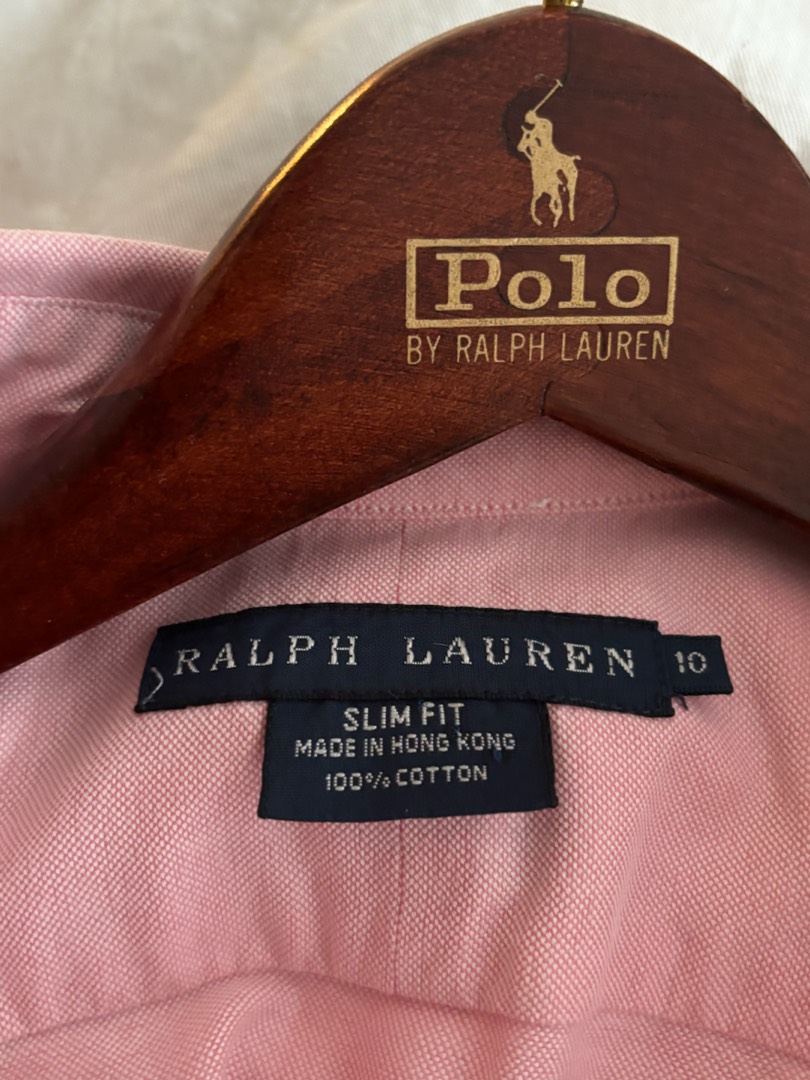 Polo
BY RALPH LAUREN
RALPH LAUREN 10
SLIM FIT
MADE IN HONG KONG
100% COTTON